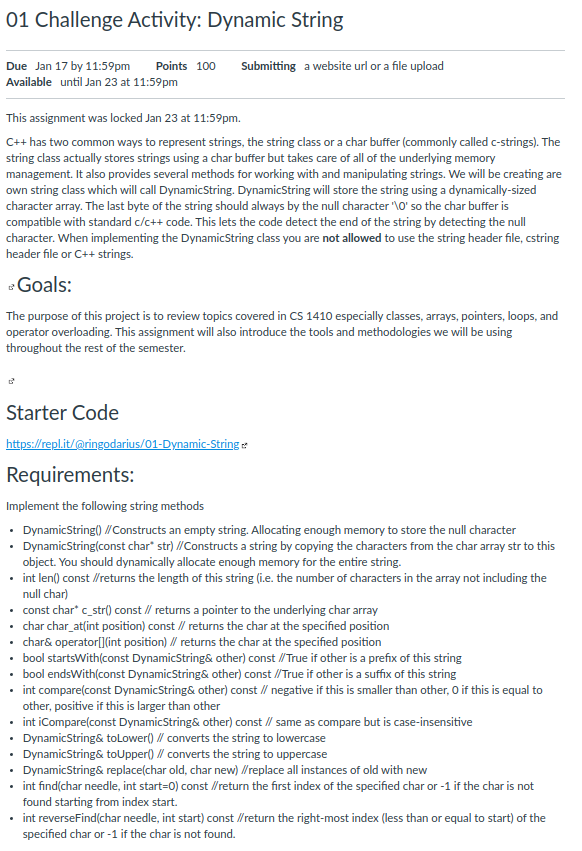 01 Challenge Activity: Dynamic String
Due Jan 17 by 11:59pm Points 100 Submitting a website url or a file upload
Available until Jan 23 at 11:59pm
This assignment was locked Jan 23 at 11:59pm.
C++ has two common ways to represent strings, the string class or a char buffer (commonly called c-strings). The
string class actually stores strings using a char buffer but takes care of all of the underlying memory
management. It also provides several methods for working with and manipulating strings. We will be creating are
own string class which will call DynamicString. DynamicString will store the string using a dynamically-sized
character array. The last byte of the string should always by the null character '\0' so the char buffer is
compatible with standard c/c++ code. This lets the code detect the end of the string by detecting the null
character. When implementing the DynamicString class you are not allowed to use the string header file, cstring
header file or C++ strings.
Goals:
The purpose of this project is to review topics covered in CS 1410 especially classes, arrays, pointers, loops, and
operator overloading. This assignment will also introduce the tools and methodologies we will be using
throughout the rest of the semester.
Starter Code
https://repl.it/@ringodarius/01-Dynamic-String
Requirements:
Implement the following string methods
• DynamicString() //Constructs an empty string. Allocating enough memory to store the null character
• DynamicString(const char* str) //Constructs a string by copying the characters from the char array str to this
object. You should dynamically allocate enough memory for the entire string.
• int len() const //returns the length of this string (i.e. the number of characters in the array not including the
null char)
• const char* c_str() const // returns a pointer to the underlying char array
• char char_at(int position) const // returns the char at the specified position
• char& operator[](int position) // returns the char at the specified position
• bool startsWith(const DynamicString& other) const //True if other is a prefix of this string
• bool endsWith(const DynamicString& other) const //True if other is a suffix of this string
• int compare(const DynamicString& other) const // negative if this is smaller than other, 0 if this is equal to
other, positive if this is larger than other
• int iCompare(const DynamicString& other) const // same as compare but is case-insensitive
• DynamicString& toLower() // converts the string to lowercase
• DynamicString& toUpper() // converts the string to uppercase
• DynamicString& replace(char old, char new) //replace all instances of old with new
• int find(char needle, int start=0) const //return the first index of the specified char or -1 if the char is not
found starting from index start.
• int reverseFind(char needle, int start) const //return the right-most index (less than or equal to start) of the
specified char or -1 if the char is not found.